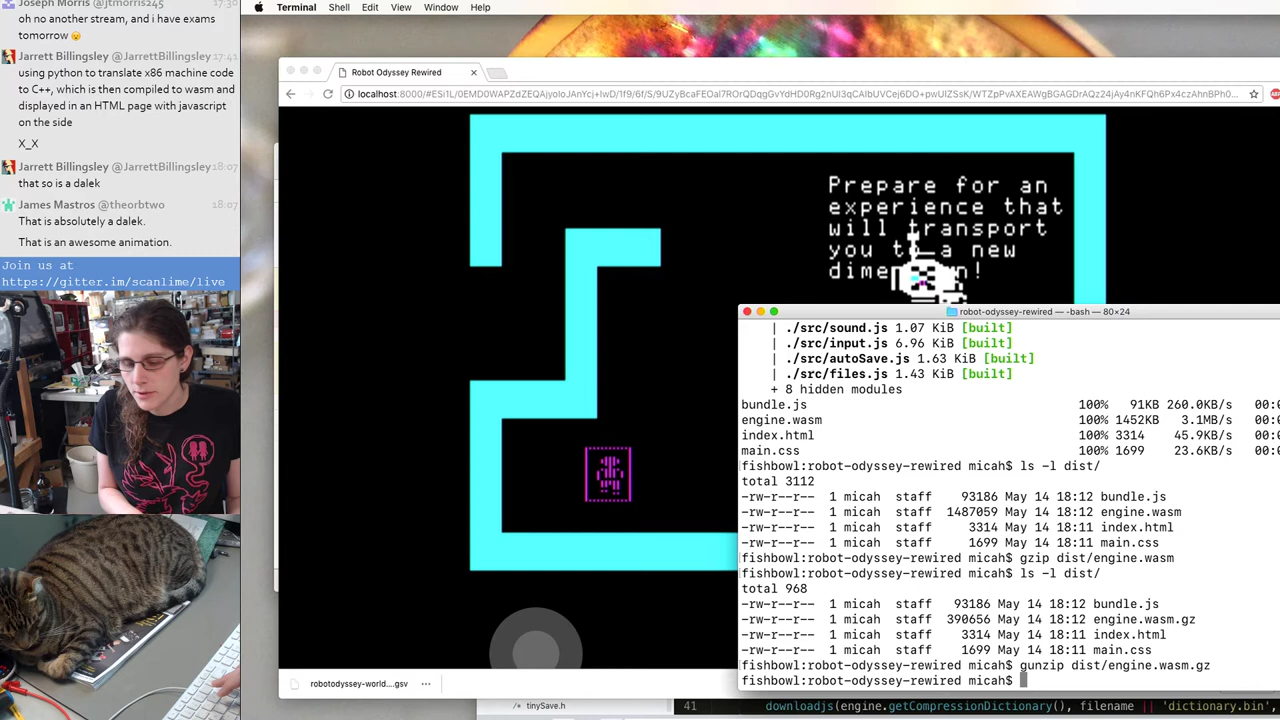 Joseph Morris @jtmorris245 17:30
oh no another stream, and i have exams
tomorrow
Jarrett Billingsley @JarrettBillingsley 17:41
using python to translate x86 machine code
to C++, which is then compiled to wasm and
displayed in an HTML page with javascript
on the side
X_X
Jarrett Billingsley @JarrettBillingsley 18:07
that so is a dalek
James Mastros @theorbtwo 18:07
That is absolutely a dalek.
That is an awesome animation.
Join us at
https://gitter.im/scanlime/live
Terminal Shell Edit View Window Help
Robot Odyssey Rewired
Prepare for an
experience that
will transport
you to a new
robot-odyssey-rewired — -bash — 80×24
| ./src/sound.js 1.07 KiB [built]
| ./src/input.js 6.96 KiB [built]
| ./src/autoSave.js 1.63 KiB [built]
| ./src/files.js 1.43 KiB [built]
+ 8 hidden modules
bundle.js 100% 91KB 260.0KB/s 00:
engine.wasm 100% 1452KB 3.1MB/s 00:
index.html 100% 3314 45.9KB/s 00:
main.css 100% 1699 23.6KB/s 00:
fishbowl:robot-odyssey-rewired micah$ ls -l dist/
total 3112
-rw-r--r-- 1 micah staff 93186 May 14 18:12 bundle.js
-rw-r--r-- 1 micah staff 1487059 May 14 18:12 engine.wasm
-rw-r--r-- 1 micah staff 3314 May 14 18:11 index.html
-rw-r--r-- 1 micah staff 1699 May 14 18:11 main.css
fishbowl:robot-odyssey-rewired micah$ gzip dist/engine.wasm
fishbowl:robot-odyssey-rewired micah$ ls -l dist/
total 968
-rw-r--r-- 1 micah staff 93186 May 14 18:12 bundle.js
-rw-r--r-- 1 micah staff 390656 May 14 18:12 engine.wasm.gz
-rw-r--r-- 1 micah staff 3314 May 14 18:11 index.html
-rw-r--r-- 1 micah staff 1699 May 14 18:11 main.css
fishbowl:robot-odyssey-rewired micah$ gunzip dist/engine.wasm.gz
fishbowl:robot-odyssey-rewired micah$
robotodyssey-world....gsv
/* tinySave.h
41 downloadjs(engine.getCompressionDictionary(), filename || 'dictionary.bin',